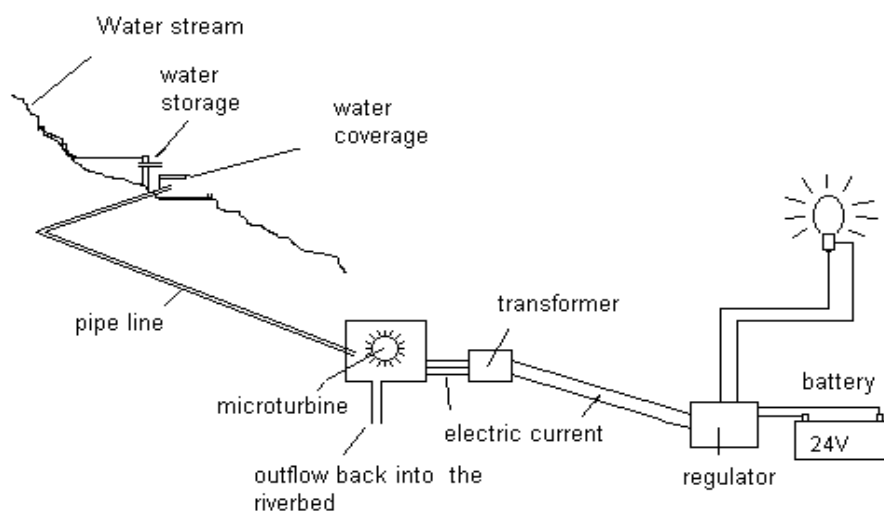 Water stream
water
storage
water
coverage
pipe line
transformer
microturbine
electric current
battery
24V
regulator
outflow back into the
riverbed